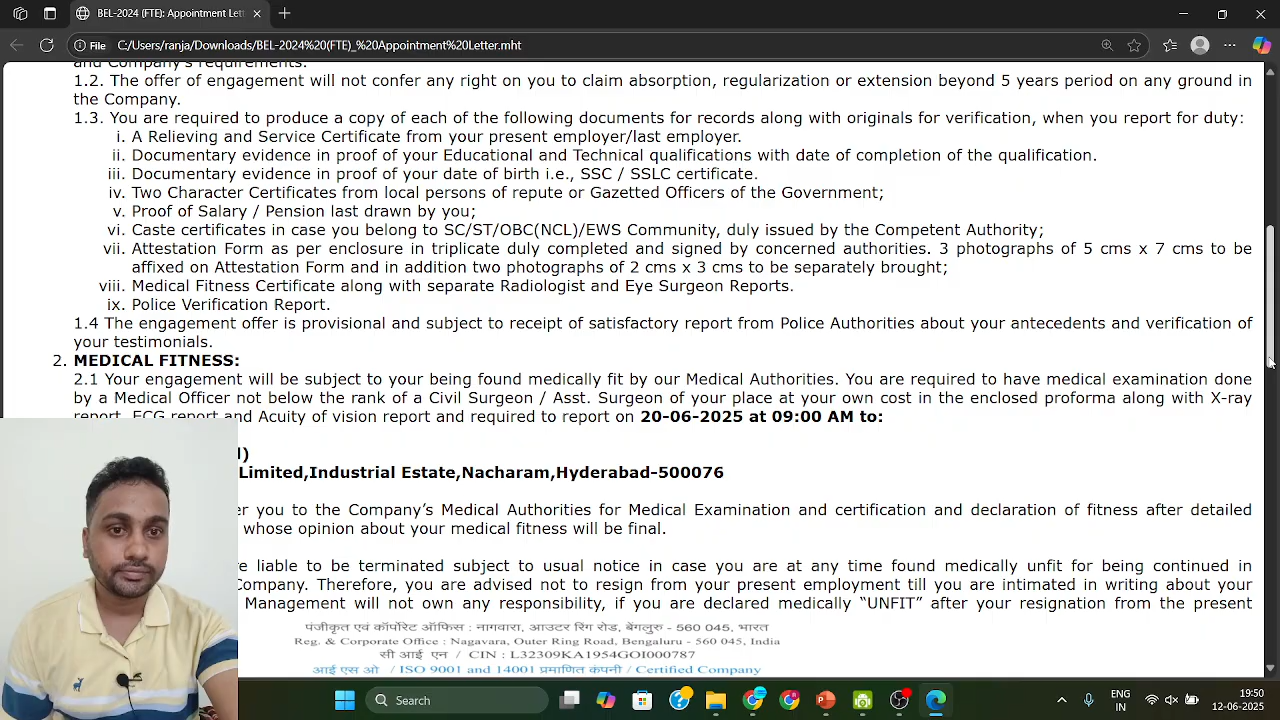 BEL-2024 (FTE): Appointment Lett
File C:/Users/ranja/Downloads/BEL-2024%20(FTE)_%20Appointment%20Letter.mht
and Company's requirements.
1.2. The offer of engagement will not confer any right on you to claim absorption, regularization or extension beyond 5 years period on any ground in
the Company.
1.3. You are required to produce a copy of each of the following documents for records along with originals for verification, when you report for duty:
i. A Relieving and Service Certificate from your present employer/last employer.
ii. Documentary evidence in proof of your Educational and Technical qualifications with date of completion of the qualification.
iii. Documentary evidence in proof of your date of birth i.e., SSC / SSLC certificate.
iv. Two Character Certificates from local persons of repute or Gazetted Officers of the Government;
v. Proof of Salary / Pension last drawn by you;
vi. Caste certificates in case you belong to SC/ST/OBC(NCL)/EWS Community, duly issued by the Competent Authority;
vii. Attestation Form as per enclosure in triplicate duly completed and signed by concerned authorities. 3 photographs of 5 cms x 7 cms to be
affixed on Attestation Form and in addition two photographs of 2 cms x 3 cms to be separately brought;
viii. Medical Fitness Certificate along with separate Radiologist and Eye Surgeon Reports.
ix. Police Verification Report.
1.4 The engagement offer is provisional and subject to receipt of satisfactory report from Police Authorities about your antecedents and verification of
your testimonials.
2. MEDICAL FITNESS:
2.1 Your engagement will be subject to your being found medically fit by our Medical Authorities. You are required to have medical examination done
by a Medical Officer not below the rank of a Civil Surgeon / Asst. Surgeon of your place at your own cost in the enclosed proforma along with X-ray
report, ECG report and Acuity of vision report and required to report on 20-06-2025 at 09:00 AM to:
Limited,Industrial Estate,Nacharam,Hyderabad-500076
you to the Company's Medical Authorities for Medical Examination and certification and declaration of fitness after detailed
whose opinion about your medical fitness will be final.
liable to be terminated subject to usual notice in case you are at any time found medically unfit for being continued in
Company. Therefore, you are advised not to resign from your present employment till you are intimated in writing about your
Management will not own any responsibility, if you are declared medically "UNFIT" after your resignation from the present
पंजीकृत एवं कॉर्पोरेट ऑफिस : नागवारा, आउटर रिंग रोड, बेंगलुरु - 560 045, भारत
Reg. & Corporate Office : Nagavara, Outer Ring Road, Bengaluru - 560 045, India
सी आई एन / CIN : L32309KA1954GOI000787
आई एस ओ / ISO 9001 and 14001 प्रमाणित कंपनी / Certified Company
Search
ENG
IN
19:50
12-06-2025